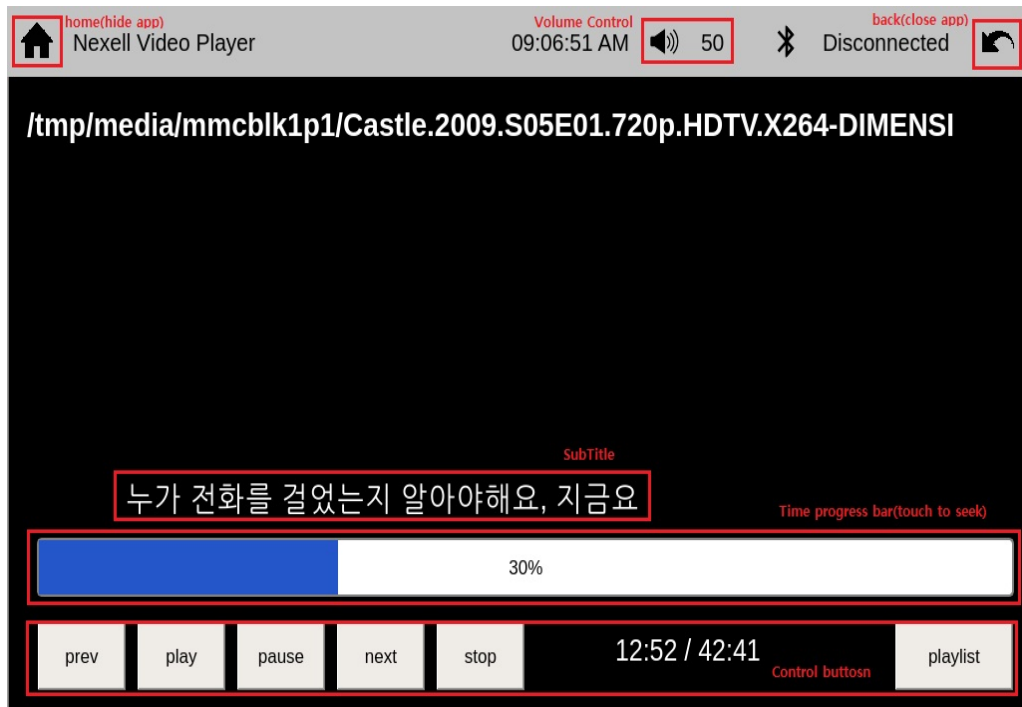 home(hide app)
Volume Control
back(close app)
Nexell Video Player
09:06:51 AM
50
Disconnected
/tmp/media/mmcblk1p1/Castle.2009.S05E01.720p.HDTV.X264-DIMENSI
SubTitle
누가 전화를 걸었는지 알아야해요, 지금요
Time progress bar(touch to seek)
30%
prev
play
pause
next
stop
12:52 / 42:41
Control buttosn
playlist